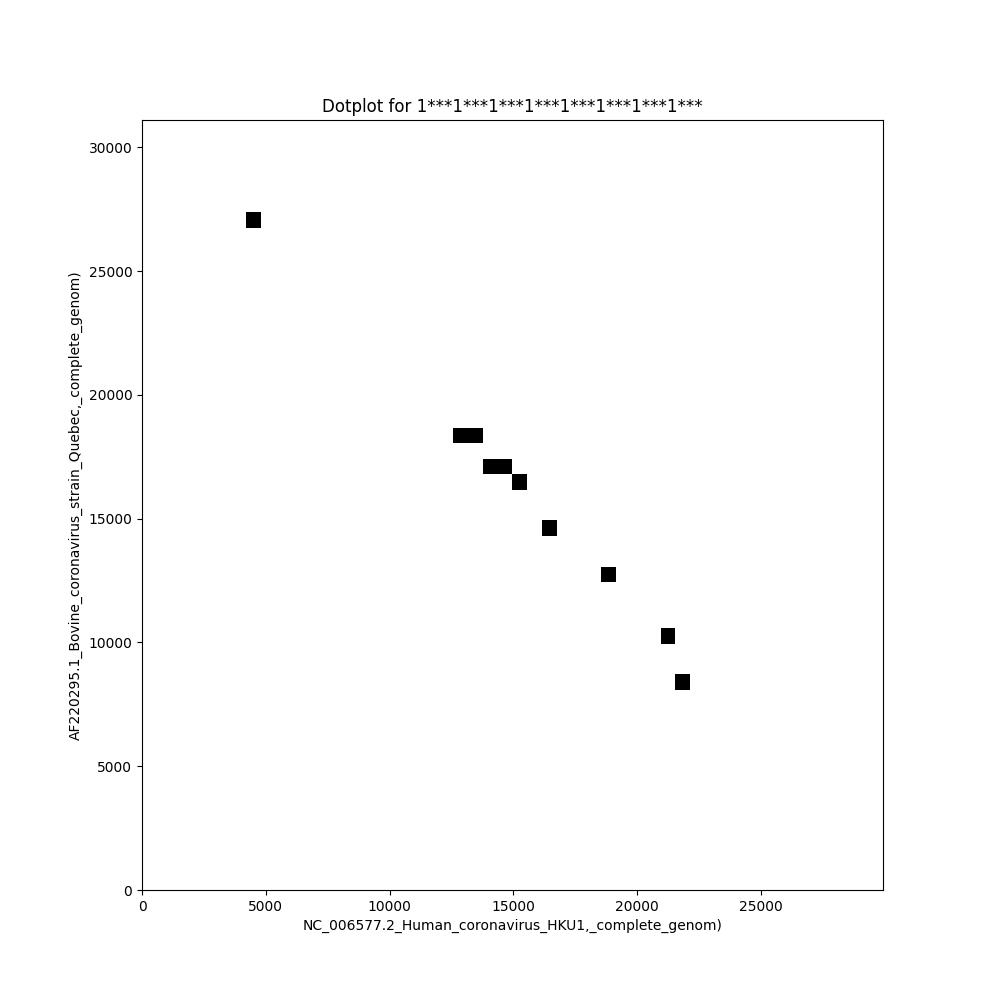 Dotplot for 1***1***1***1***1***1***1***1***
30000
25000
20000
15000
10000
5000
0
AF220295.1_Bovine_coronavirus_strain_Quebec,_complete_genom)
0 5000 10000 15000 20000 25000
NC_006577.2_Human_coronavirus_HKU1,_complete_genom)